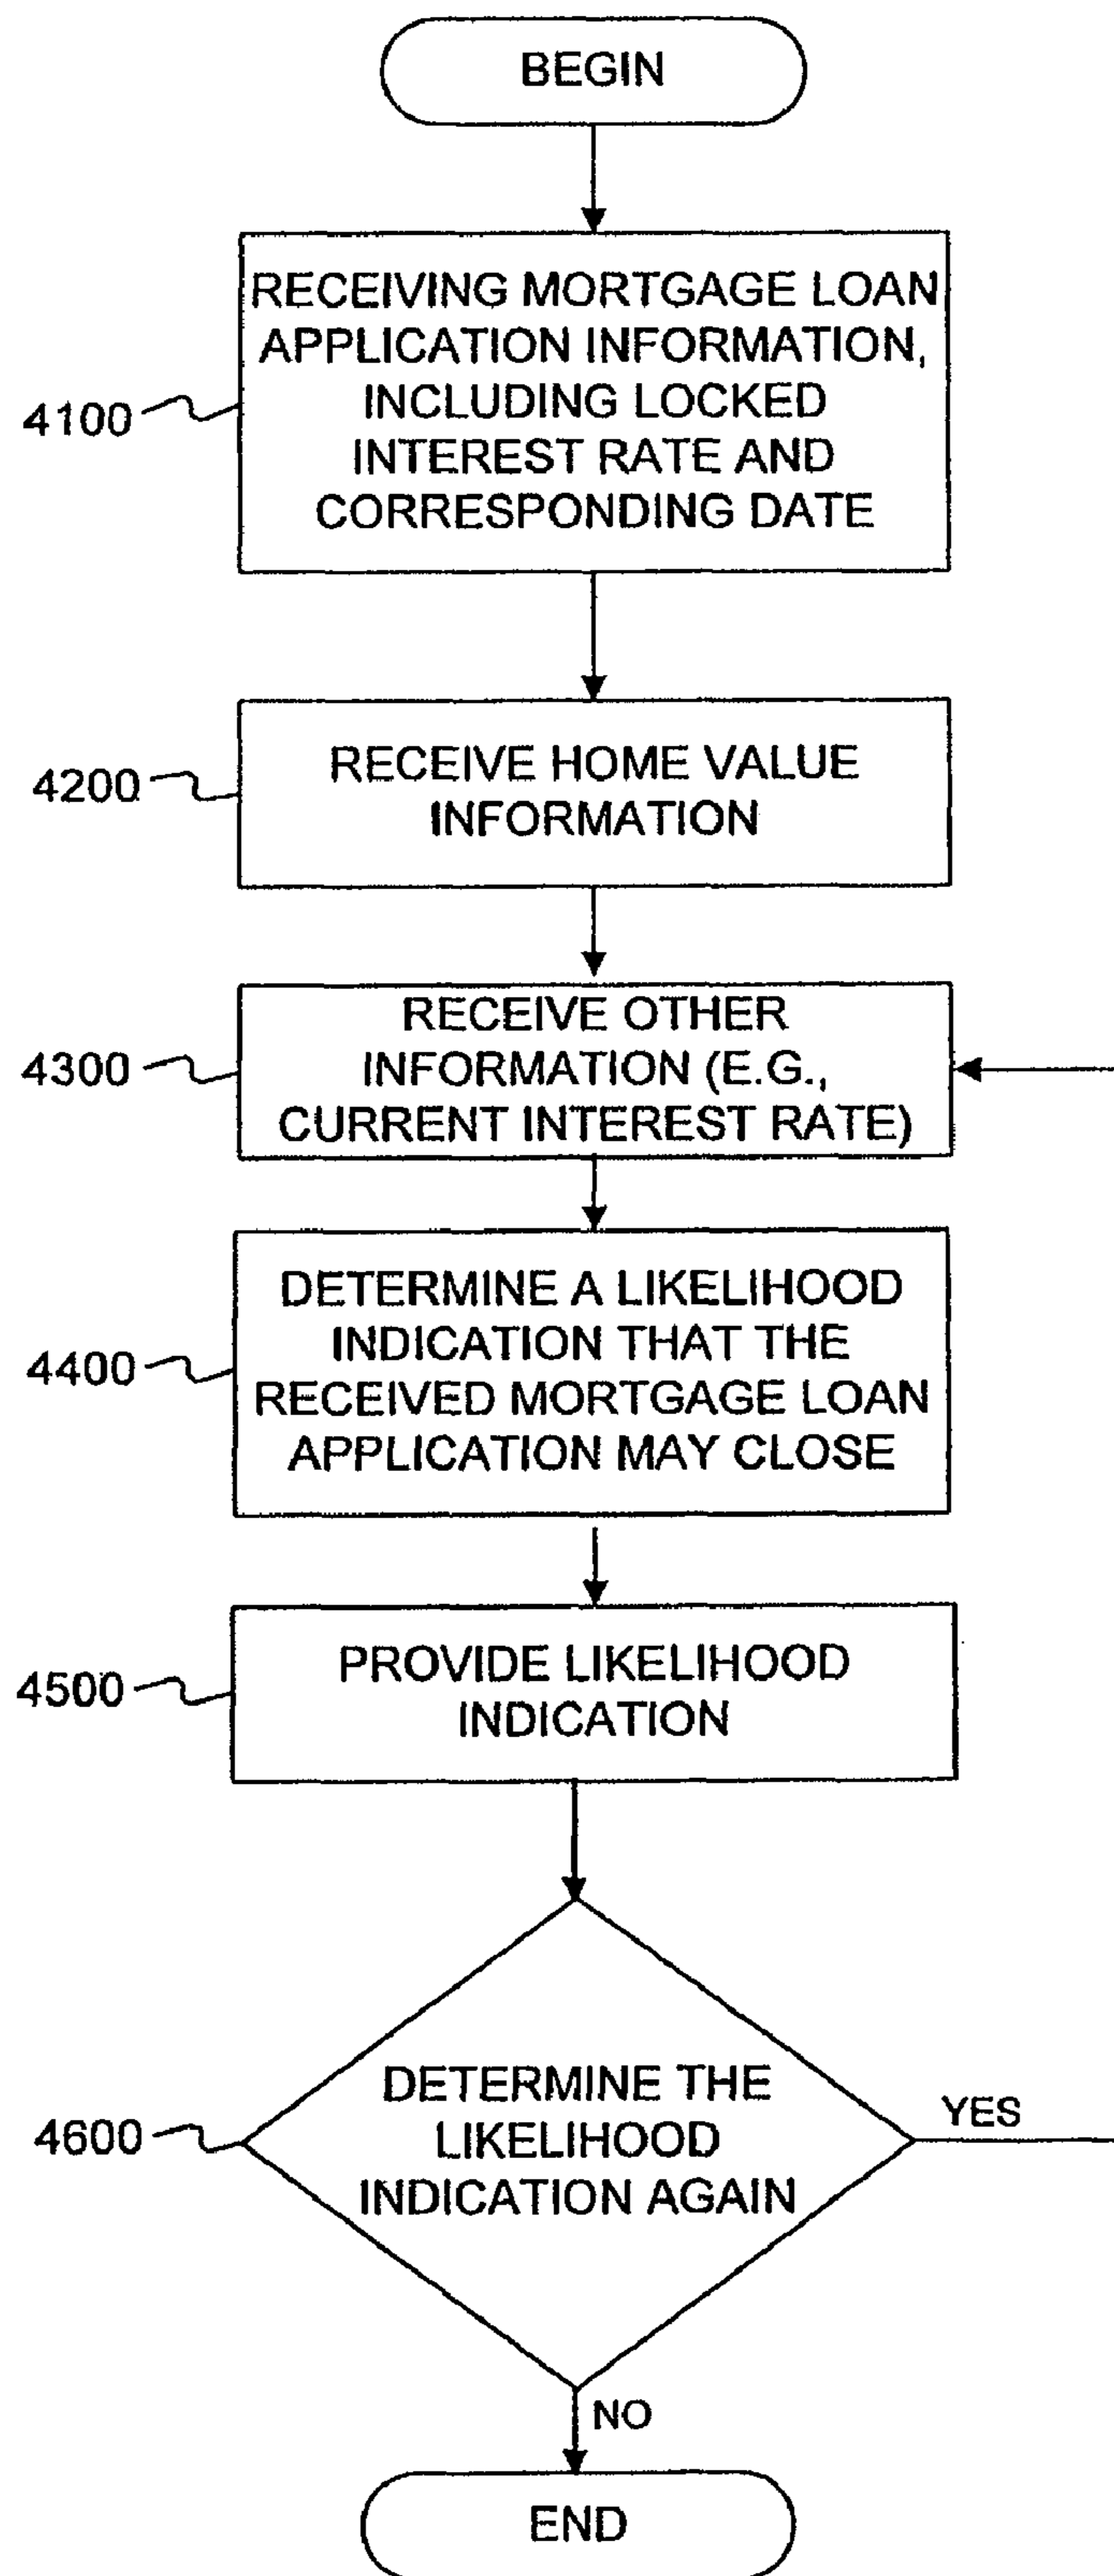 BEGIN
4100
RECEIVING MORTGAGE LOAN
APPLICATION INFORMATION,
INCLUDING LOCKED
INTEREST RATE AND
CORRESPONDING DATE
4200
RECEIVE HOME VALUE
INFORMATION
4300
RECEIVE OTHER
INFORMATION (E.G.,
CURRENT INTEREST RATE)
4400
DETERMINE A LIKELIHOOD
INDICATION THAT THE
RECEIVED MORTGAGE LOAN
APPLICATION MAY CLOSE
4500
PROVIDE LIKELIHOOD
INDICATION
4600
DETERMINE THE
LIKELIHOOD
INDICATION AGAIN
YES
NO
END